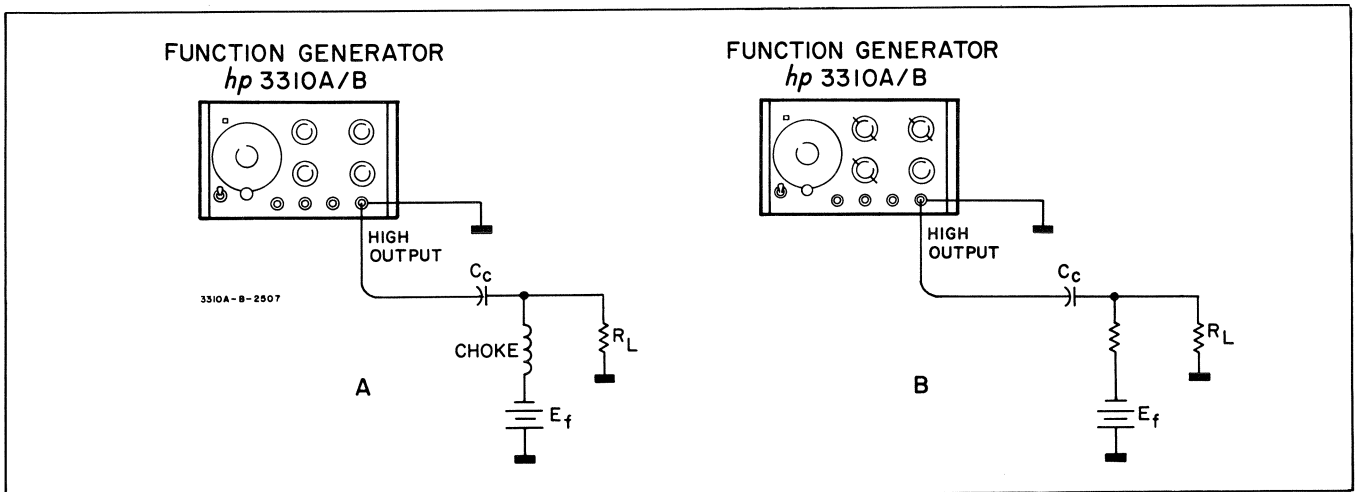 FUNCTION GENERATOR
hp 3310A/B
HIGH
OUTPUT
3310A-B-2507
Cc
CHOKE
RL
A
Ef
FUNCTION GENERATOR
hp 3310A/B
HIGH
OUTPUT
Cc
RL
B
Ef